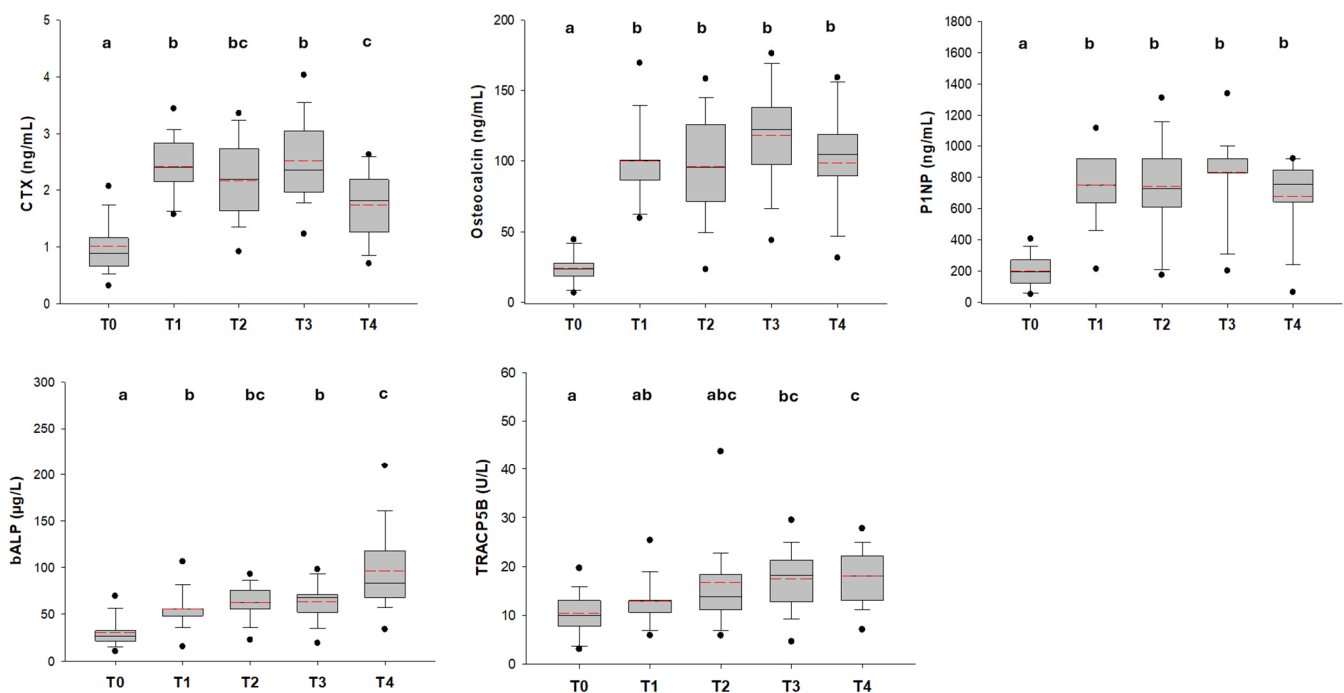 CTX (ng/mL)
5
4
3
2
1
0
a b bc b c
T0 T1 T2 T3 T4
Osteocalcin (ng/mL)
200
150
100
50
0
a b b b b
T0 T1 T2 T3 T4
P1NP (ng/mL)
1800
1600
1400
1200
1000
800
600
400
200
0
a b b b b
T0 T1 T2 T3 T4
bALP (µg/L)
300
250
200
150
100
50
0
a b bc b c
T0 T1 T2 T3 T4
TRACP5B (U/L)
60
50
40
30
20
10
0
a ab abc bc c
T0 T1 T2 T3 T4